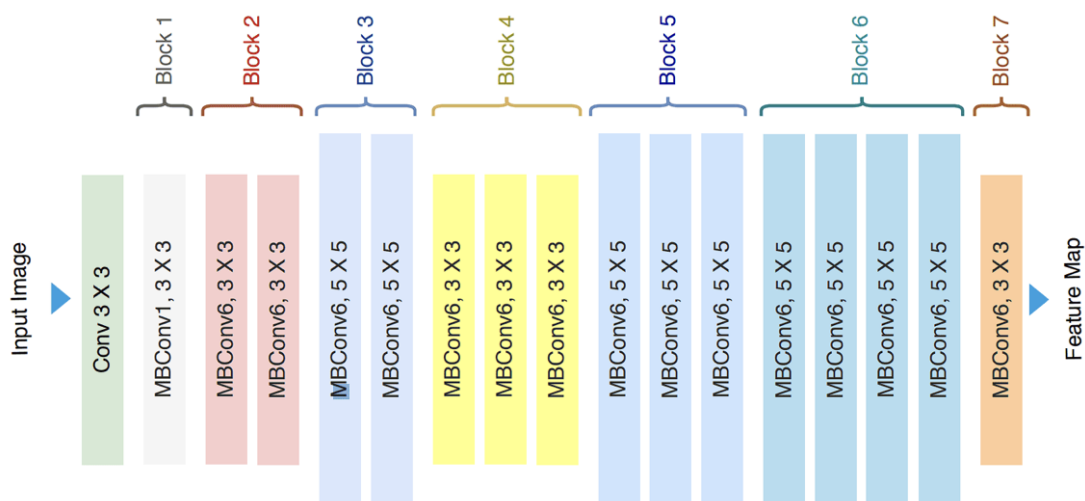 Block 1
Block 2
Block 3
Block 4
Block 5
Block 6
Block 7
Input Image
Conv 3 X 3
MBConv1, 3 X 3
MBConv6, 3 X 3
MBConv6, 3 X 3
MBConv6, 5 X 5
MBConv6, 5 X 5
MBConv6, 3 X 3
MBConv6, 3 X 3
MBConv6, 3 X 3
MBConv6, 5 X 5
MBConv6, 5 X 5
MBConv6, 5 X 5
MBConv6, 5 X 5
MBConv6, 5 X 5
MBConv6, 5 X 5
MBConv6, 5 X 5
MBConv6, 3 X 3
Feature Map